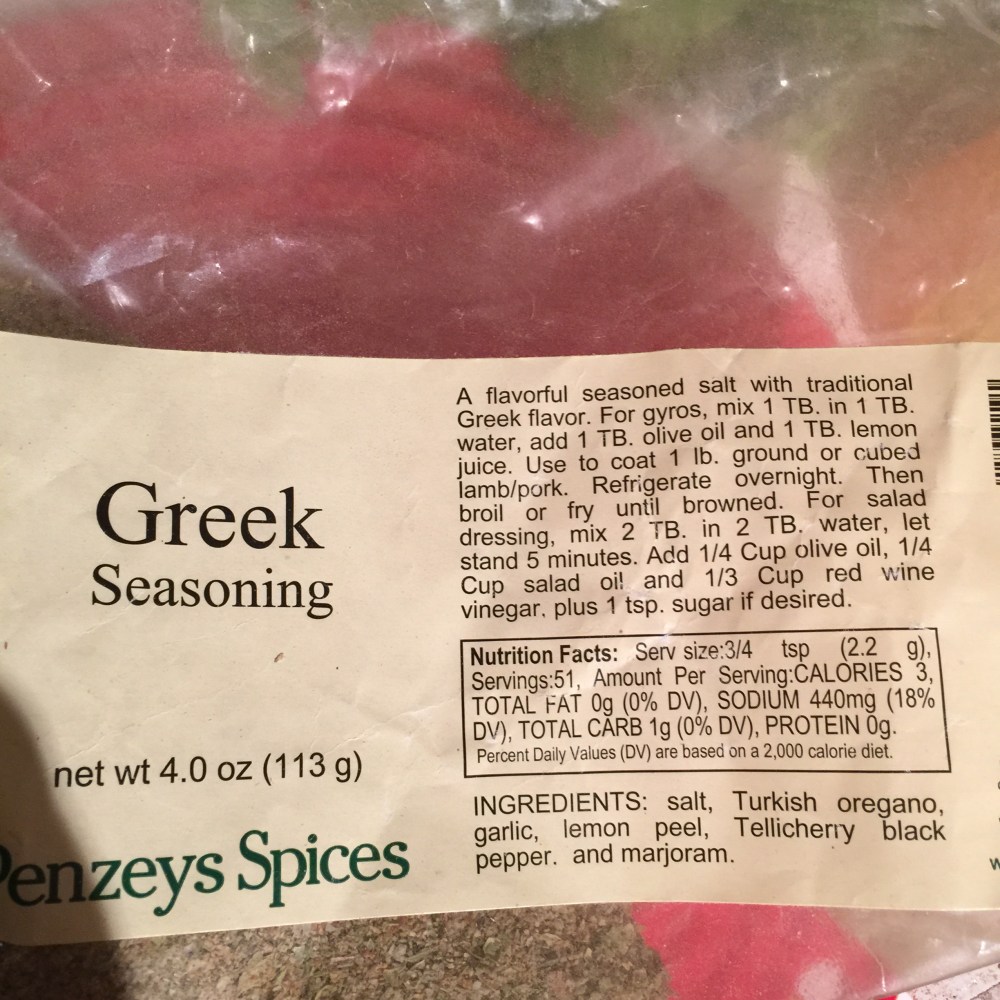 Greek
Seasoning
net wt 4.0 oz (113 g)
Penzeys Spices
A flavorful seasoned salt with traditional
Greek flavor. For gyros, mix 1 TB. in 1 TB.
water, add 1 TB. olive oil and 1 TB. lemon
juice. Use to coat 1 lb. ground or cubed
lamb/pork. Refrigerate overnight. Then
broil or fry until browned. For salad
dressing, mix 2 TB. in 2 TB. water, let
stand 5 minutes. Add 1/4 Cup olive oil, 1/4
Cup salad oil and 1/3 Cup red wine
vinegar, plus 1 tsp. sugar if desired.
Nutrition Facts: Serv size:3/4 tsp (2.2 g),
Servings:51, Amount Per Serving:CALORIES 3,
TOTAL FAT 0g (0% DV), SODIUM 440mg (18%
DV), TOTAL CARB 1g (0% DV), PROTEIN 0g.
Percent Daily Values (DV) are based on a 2,000 calorie diet.
INGREDIENTS: salt, Turkish oregano,
garlic, lemon peel, Tellicherry black
pepper. and marjoram.